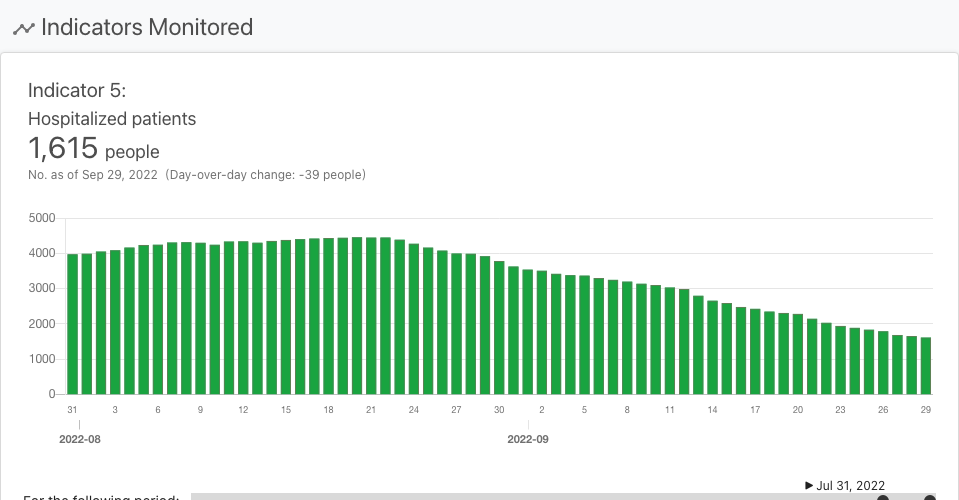 Indicators Monitored
Indicator 5:
Hospitalized patients
1,615 people
No. as of Sep 29, 2022 (Day-over-day change: -39 people)
5000
4000
3000
2000
1000
0
31 3 6 9 12 15 18 21 24 27 30 2 5 8 11 14 17 20 23 26 29
2022-08 2022-09
▶ Jul 31, 2022
For the following period: